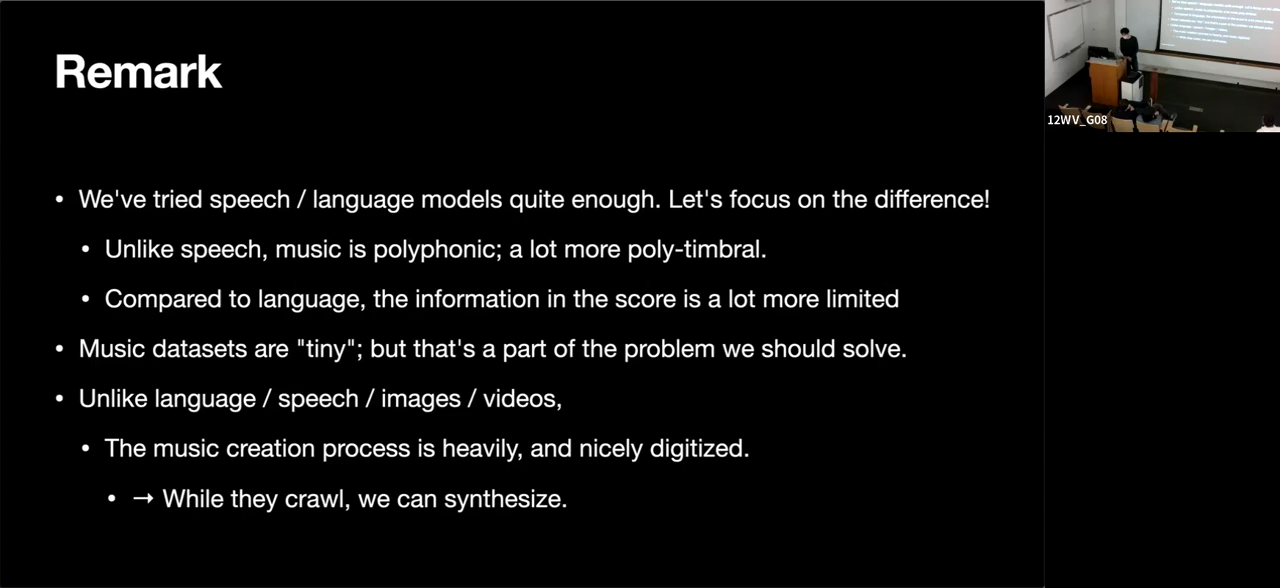 Remark
• We've tried speech / language models quite enough. Let's focus on the difference!
• Unlike speech, music is polyphonic; a lot more poly-timbral.
• Compared to language, the information in the score is a lot more limited
• Music datasets are "tiny"; but that's a part of the problem we should solve.
• Unlike language / speech / images / videos,
• The music creation process is heavily, and nicely digitized.
• → While they crawl, we can synthesize.
12WV_G08